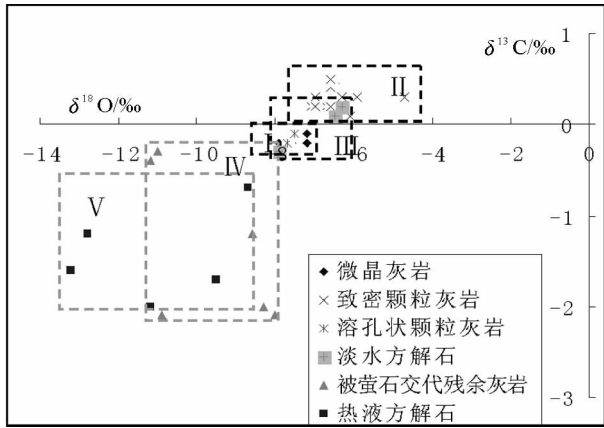 1
δ¹³C/‰
II
δ¹⁸O/‰
0
-14 -12 -10 -8 -6 -4 -2 0
I III
IV
V
-1
◆ 微晶灰岩
× 致密颗粒灰岩
溶孔状颗粒灰岩
淡水方解石
-2
▲ 被萤石交代残余灰岩
■ 热液方解石
-3